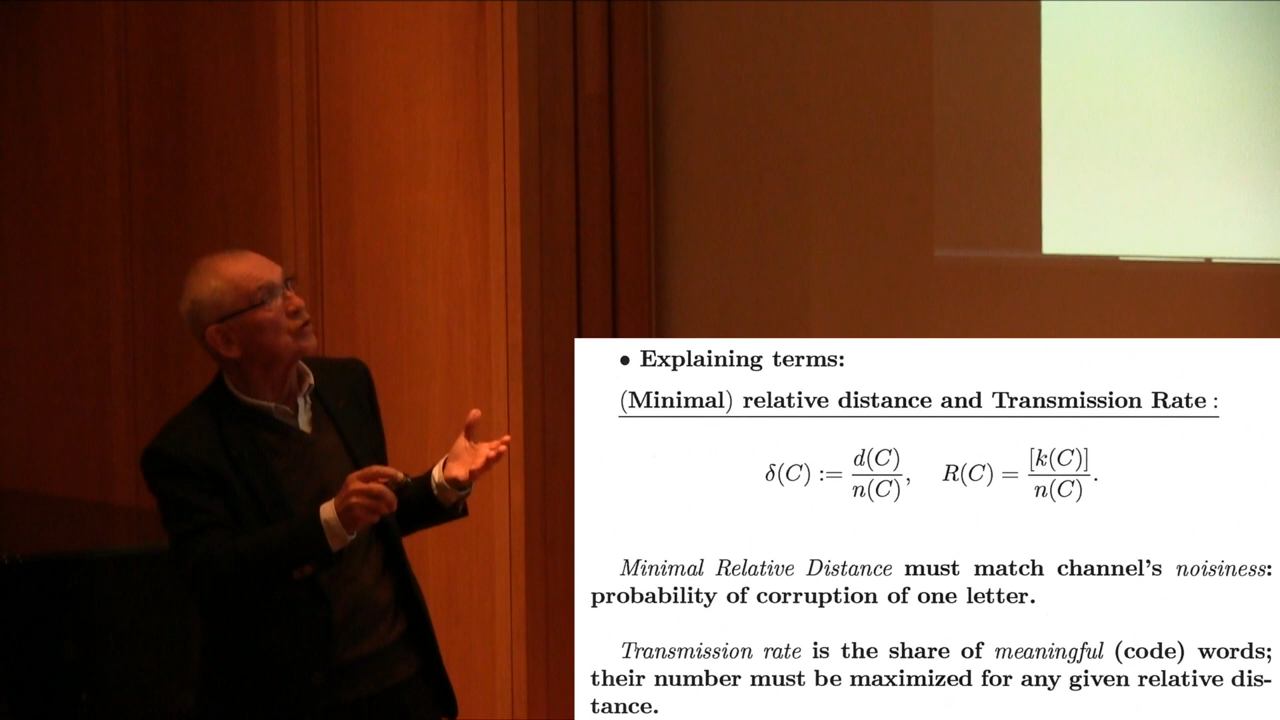 • Explaining terms:
(Minimal) relative distance and Transmission Rate :
δ(C) := d(C)/n(C), R(C) = [k(C)]/n(C).
Minimal Relative Distance must match channel's noisiness:
probability of corruption of one letter.
Transmission rate is the share of meaningful (code) words;
their number must be maximized for any given relative dis-
tance.